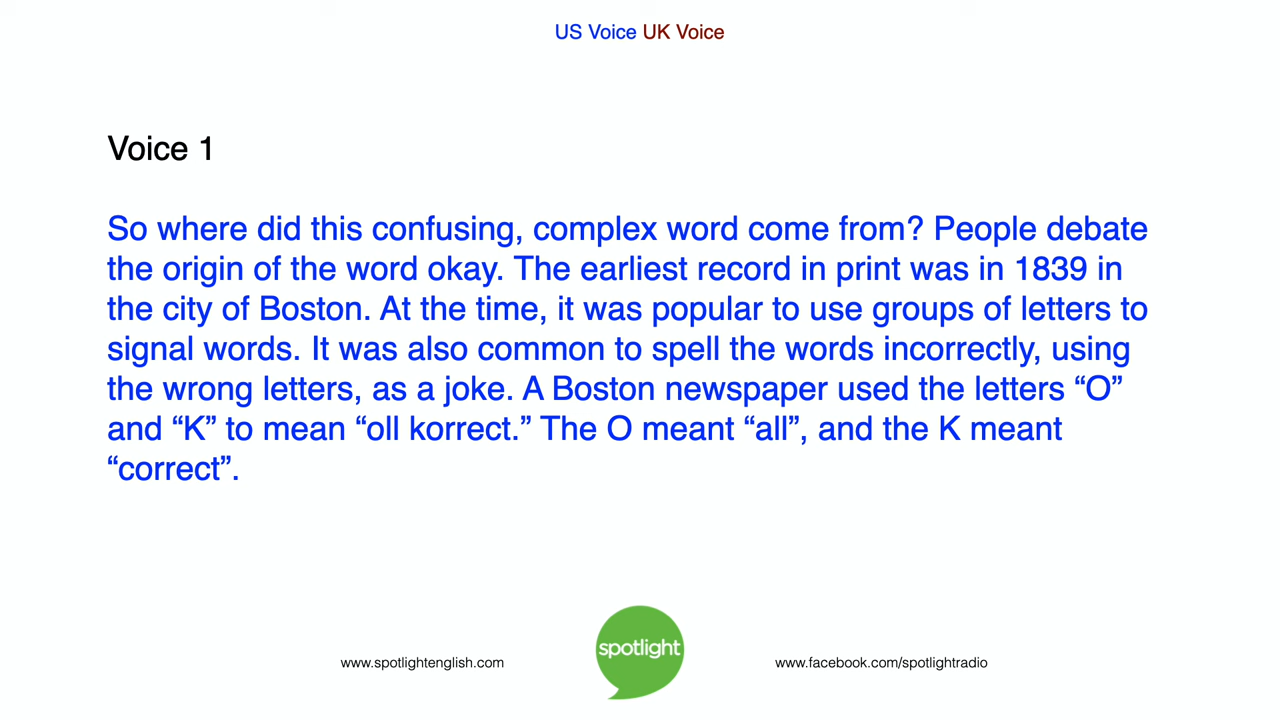 US Voice UK Voice
Voice 1
So where did this confusing, complex word come from? People debate
the origin of the word okay. The earliest record in print was in 1839 in
the city of Boston. At the time, it was popular to use groups of letters to
signal words. It was also common to spell the words incorrectly, using
the wrong letters, as a joke. A Boston newspaper used the letters “O”
and “K” to mean “oll korrect.” The O meant “all”, and the K meant
“correct”.
www.spotlightenglish.com
spotlight
www.facebook.com/spotlightradio